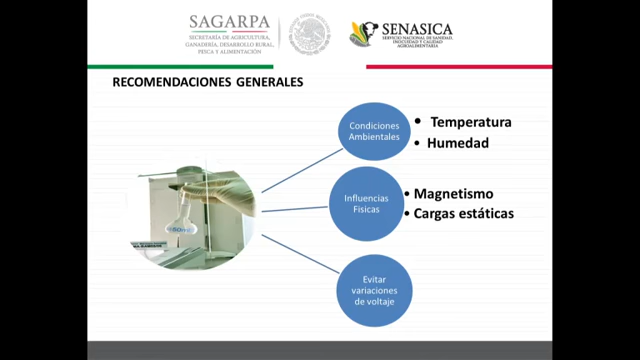 SAGARPA
SECRETARÍA DE AGRICULTURA,
GANADERÍA, DESARROLLO RURAL,
PESCA Y ALIMENTACIÓN
SENASICA
SERVICIO NACIONAL DE SANIDAD,
INOCUIDAD Y CALIDAD
AGROALIMENTARIA
RECOMENDACIONES GENERALES
Condiciones
Ambientales
• Temperatura
• Humedad
Influencias
Fisicas
• Magnetismo
• Cargas estáticas
Evitar
variaciones
de voltaje